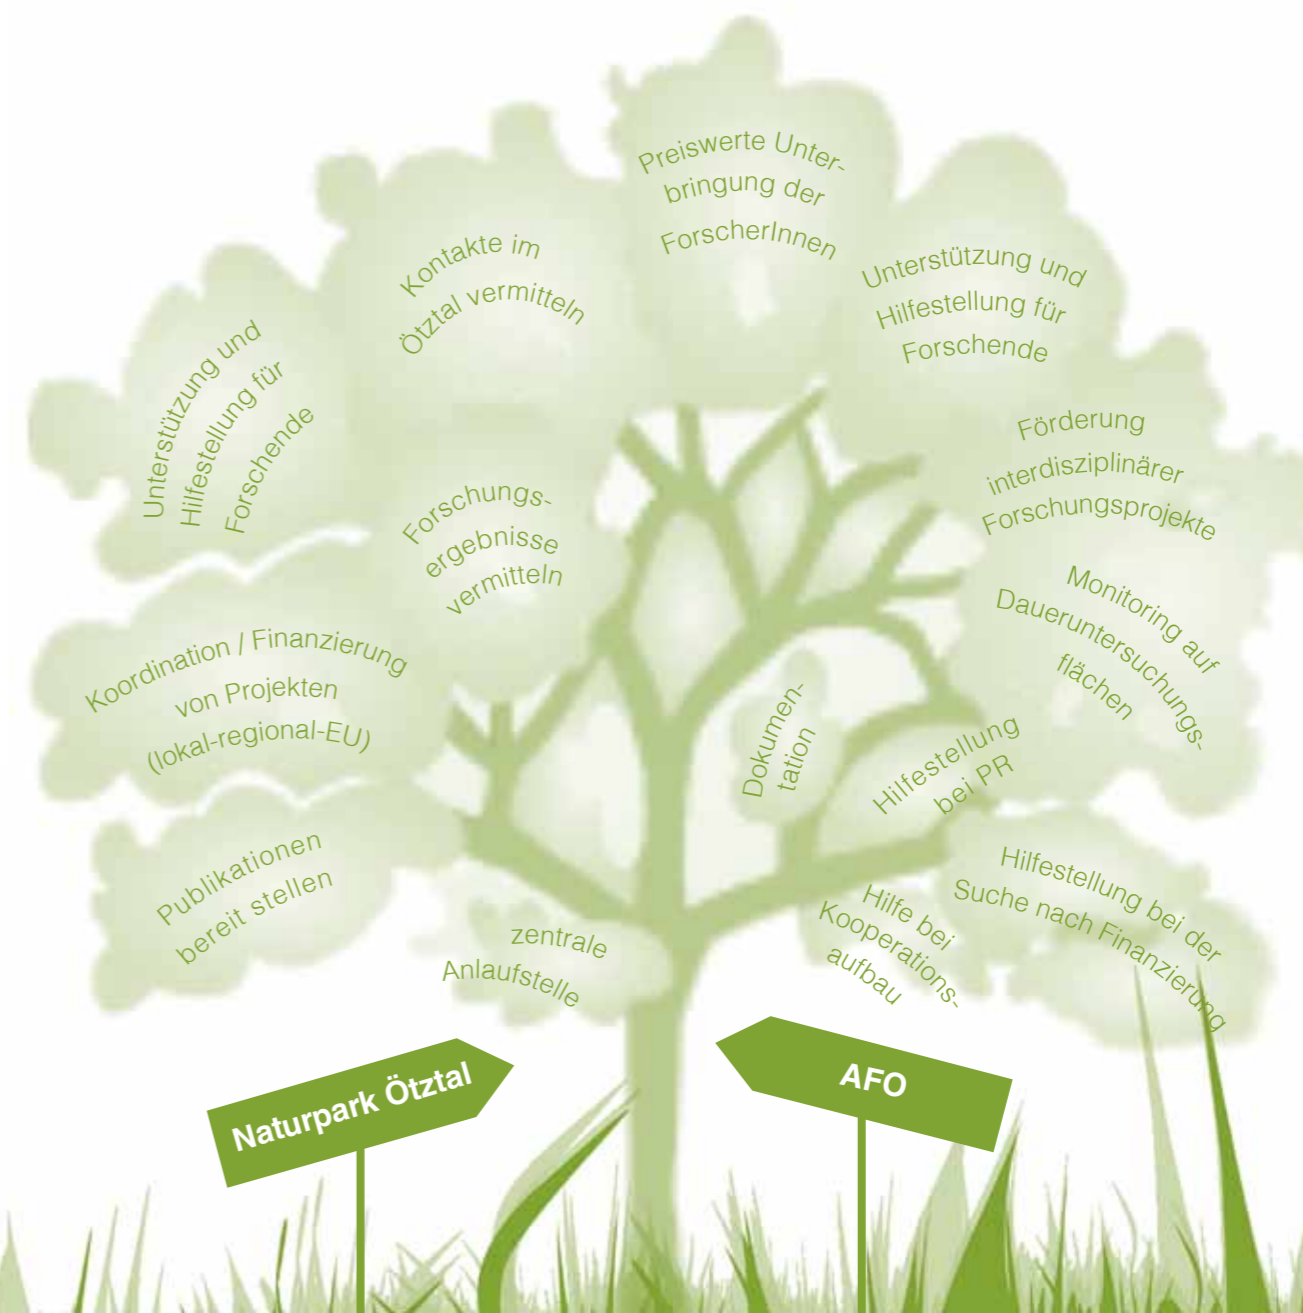 Preiswerte Unter-
bringung der
ForscherInnen
Kontakte im
Ötztal vermitteln
Unterstützung und
Hilfestellung für
Forschende
Unterstützung und
Hilfestellung für
Forschende
Förderung
interdisziplinärer
Forschungsprojekte
Forschungs-
ergebnisse
vermitteln
Monitoring auf
Daueruntersuchungs-
flächen
Koordination / Finanzierung
von Projekten
(lokal-regional-EU)
Dokumen-
tation
Hilfestellung
bei PR
Publikationen
bereit stellen
Hilfestellung bei der
Suche nach Finanzierung
zentrale
Anlaufstelle
Hilfe bei
Kooperations-
aufbau
Naturpark Ötztal
AFO